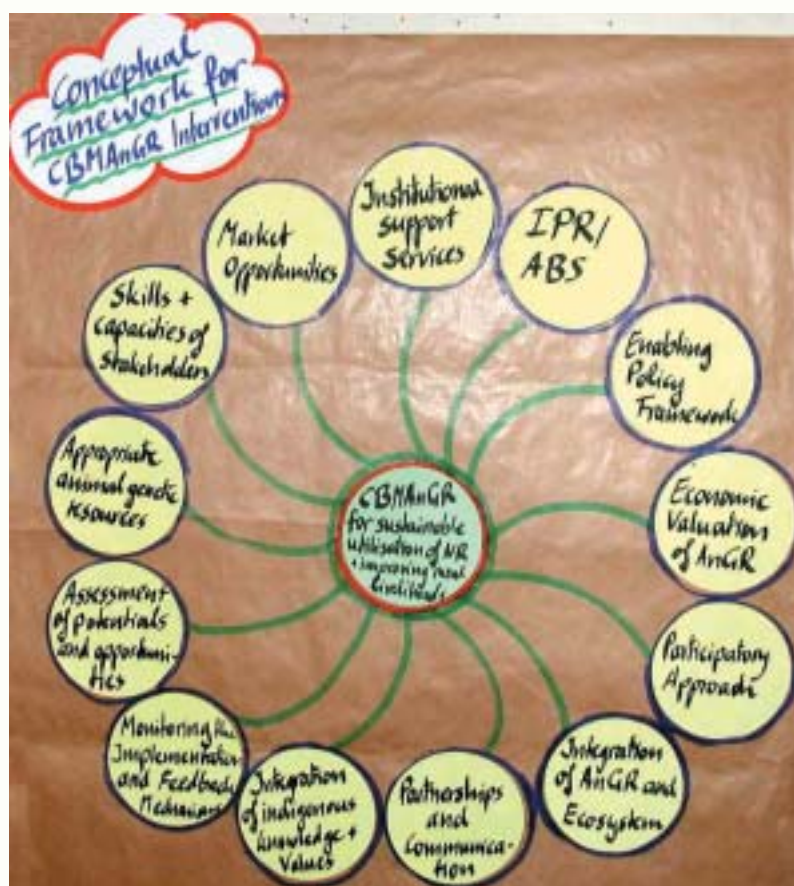 Conceptual
Framework for
CBMAnGR Interventions
Institutional
support
services
IPR/
ABS
Enabling
Policy
Framework
Economic
Valuation
of AnGR
Participatory
Approach
Integration
of AnGR and
Ecosystem
Partnerships
and
Communica-
tion
Integration
of indigenous
knowledge +
Values
Monitoring the
Implementation
and Feedback
Mechanism
Assessment
of potentials
and opportuni-
ties
Appropriate
animal genetic
resources
Skills +
capacities of
Stakeholders
Market
Opportunities
CBMAnGR
for sustainable
utilisation of NR
+ improving rural
livelihoods